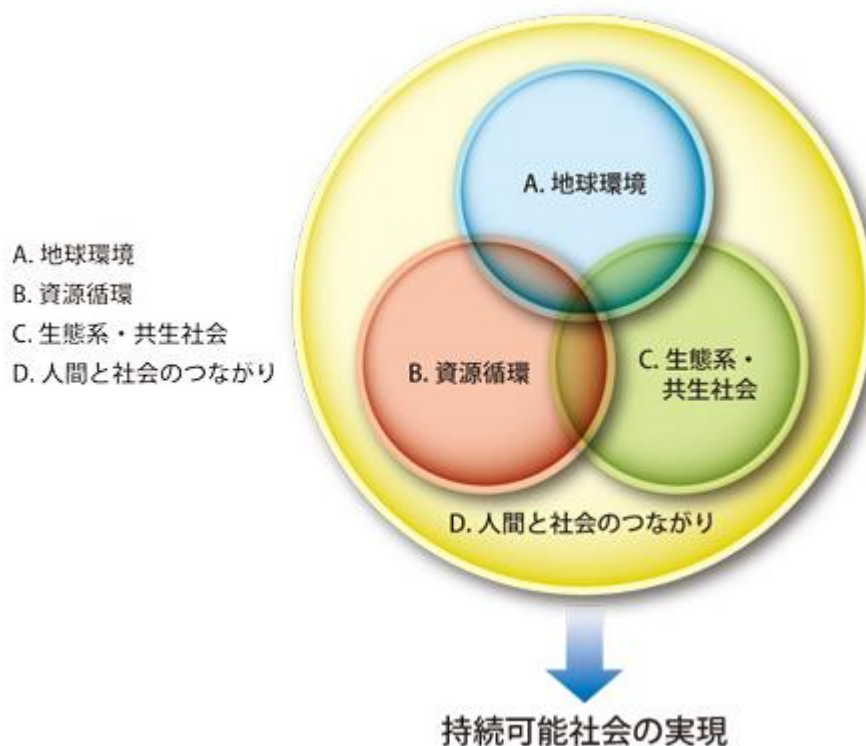 A. 地球環境
B. 資源循環
C. 生態系・共生社会
D. 人間と社会のつながり
A. 地球環境
B. 資源循環
C. 生態系・
共生社会
D. 人間と社会のつながり
持続可能社会の実現